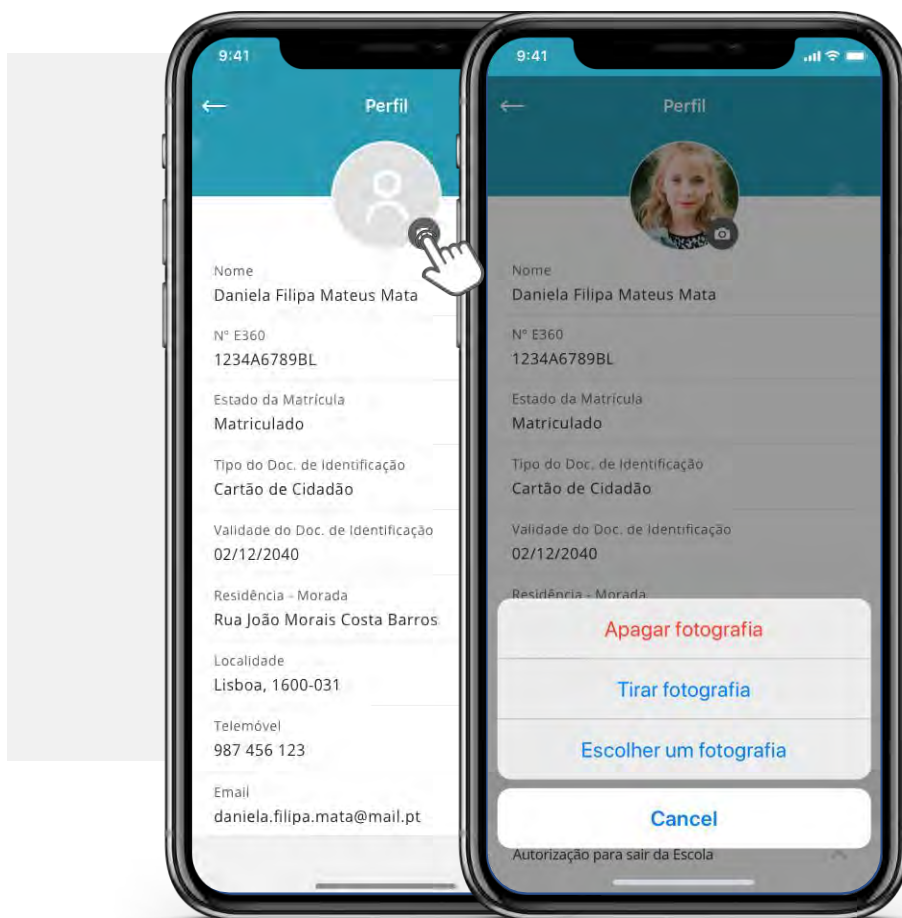 9:41
Perfil
Nome
Daniela Filipa Mateus Mata
Nº E360
1234A6789BL
Estado da Matrícula
Matriculado
Tipo do Doc. de Identificação
Cartão de Cidadão
Validade do Doc. de Identificação
02/12/2040
Residência - Morada
Rua João Morais Costa Barros
Localidade
Lisboa, 1600-031
Telemóvel
987 456 123
Email
daniela.filipa.mata@mail.pt
9:41
Perfil
Nome
Daniela Filipa Mateus Mata
Nº E360
1234A6789BL
Estado da Matrícula
Matriculado
Tipo do Doc. de Identificação
Cartão de Cidadão
Validade do Doc. de Identificação
02/12/2040
Residência - Morada
Apagar fotografia
Tirar fotografia
Escolher um fotografia
Cancel
Autorização para sair da Escola